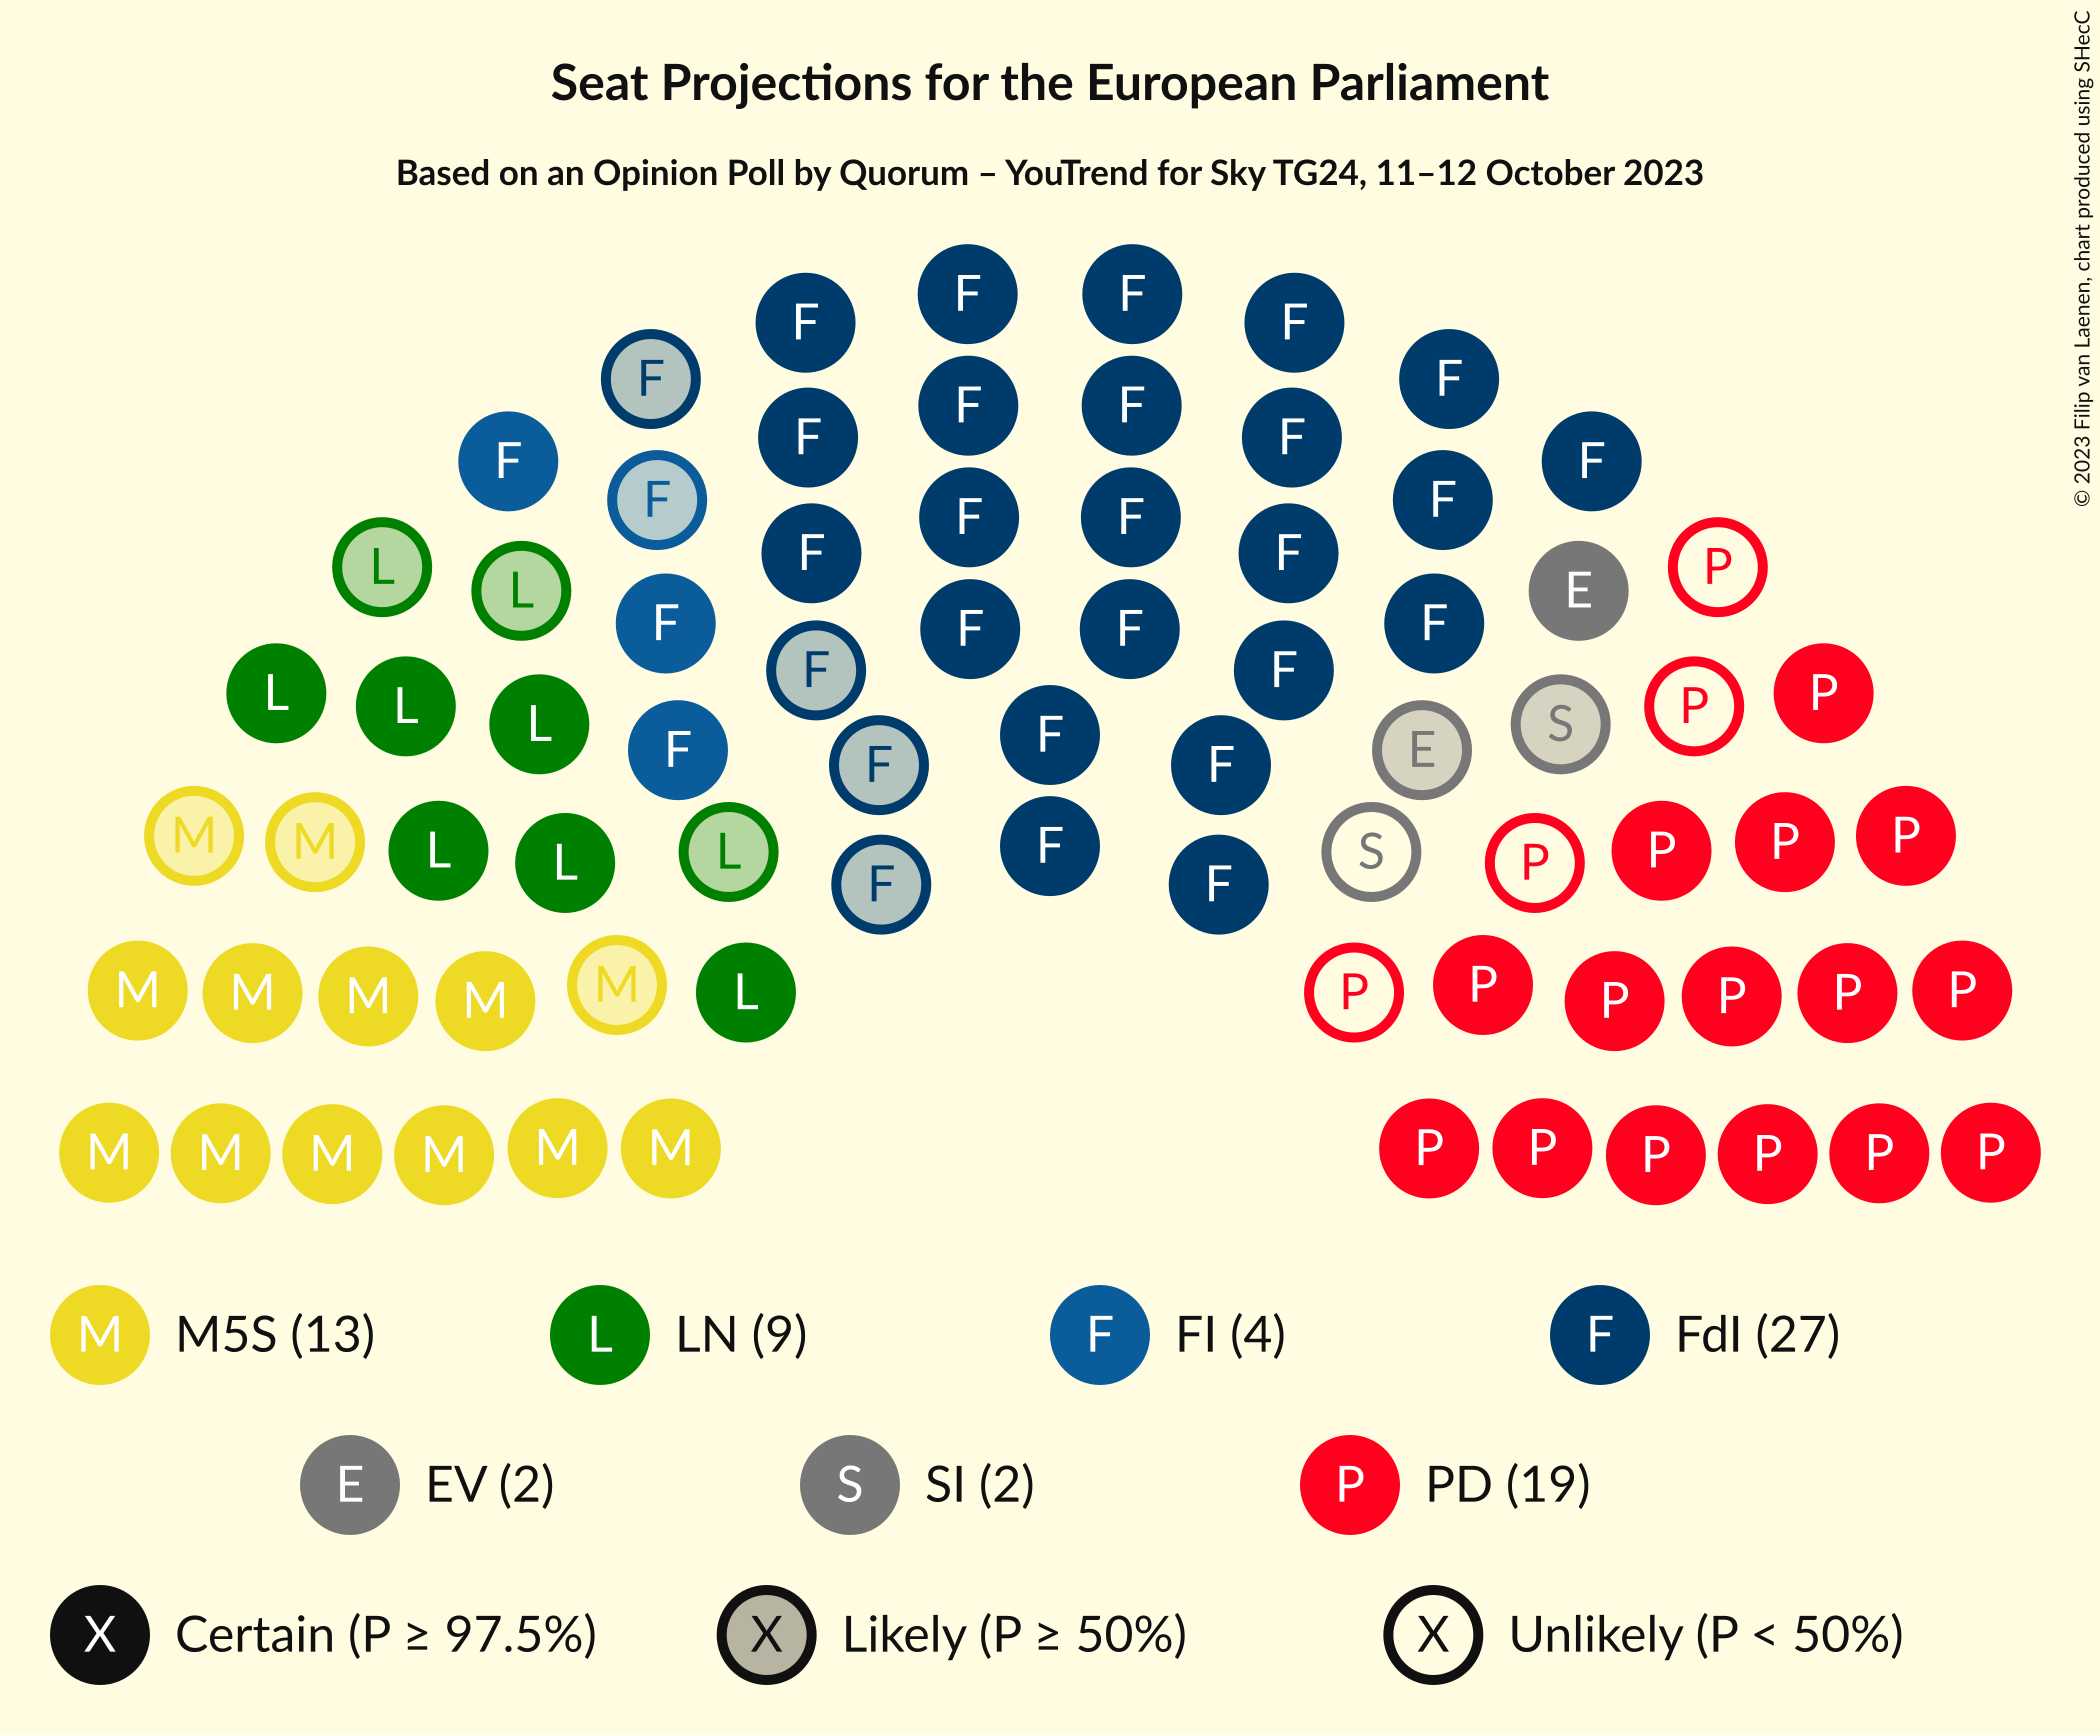 Seat Projections for the European Parliament
Based on an Opinion Poll by Quorum – YouTrend for Sky TG24, 11–12 October 2023
© 2023 Filip van Laenen, chart produced using SHecC
F F F F
F F
F F F F
F F
F F
F F F F
L P
L L E
F F F F
F F
L L L S P P
F F
F F F E
M M L L L F F F S P P P P
M M M M M L P P P P P P
M M M M M M P P P P P P
M M5S (13) L LN (9) F FI (4) F FdI (27)
E EV (2) S SI (2) P PD (19)
X Certain (P ≥ 97.5%) X Likely (P ≥ 50%) X Unlikely (P < 50%)